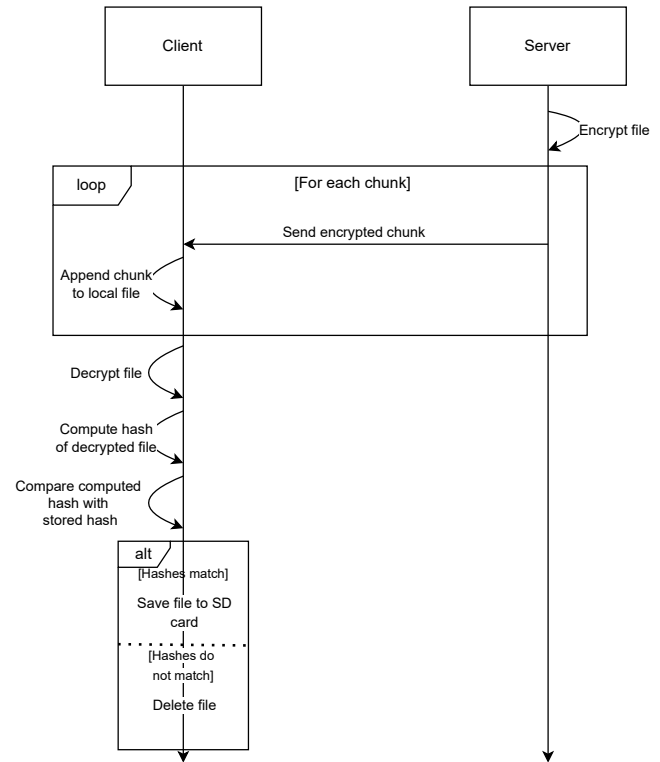 Client
Server
Encrypt file
loop
[For each chunk]
Send encrypted chunk
Append chunk
to local file
Decrypt file
Compute hash
of decrypted file
Compare computed
hash with
stored hash
alt
[Hashes match]
Save file to SD
card
[Hashes do
not match]
Delete file